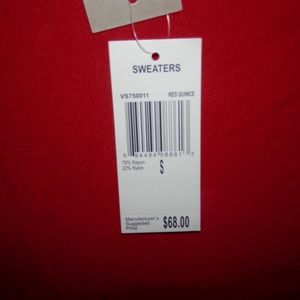 SWEATERS
VS750011 RED QUINCE
78% Rayon
22% Nylon
S
Manufacturer's
Suggested
Price
$68.00